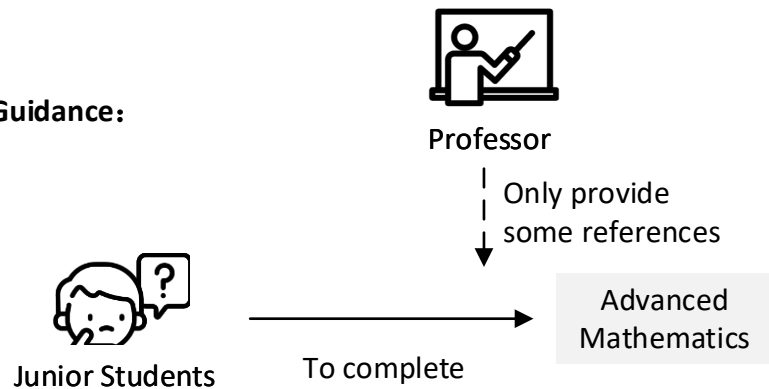 Guidance：
Professor
Only provide
some references
Advanced
Mathematics
To complete
Junior Students